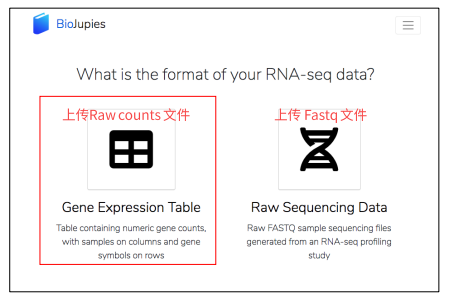 BioJupies
What is the format of your RNA-seq data?
上传Raw counts 文件
上传 Fastq 文件
Gene Expression Table
Raw Sequencing Data
Table containing numeric gene counts,
with samples on columns and gene
symbols on rows
Raw FASTQ sample sequencing files
generated from an RNA-seq profiling
study